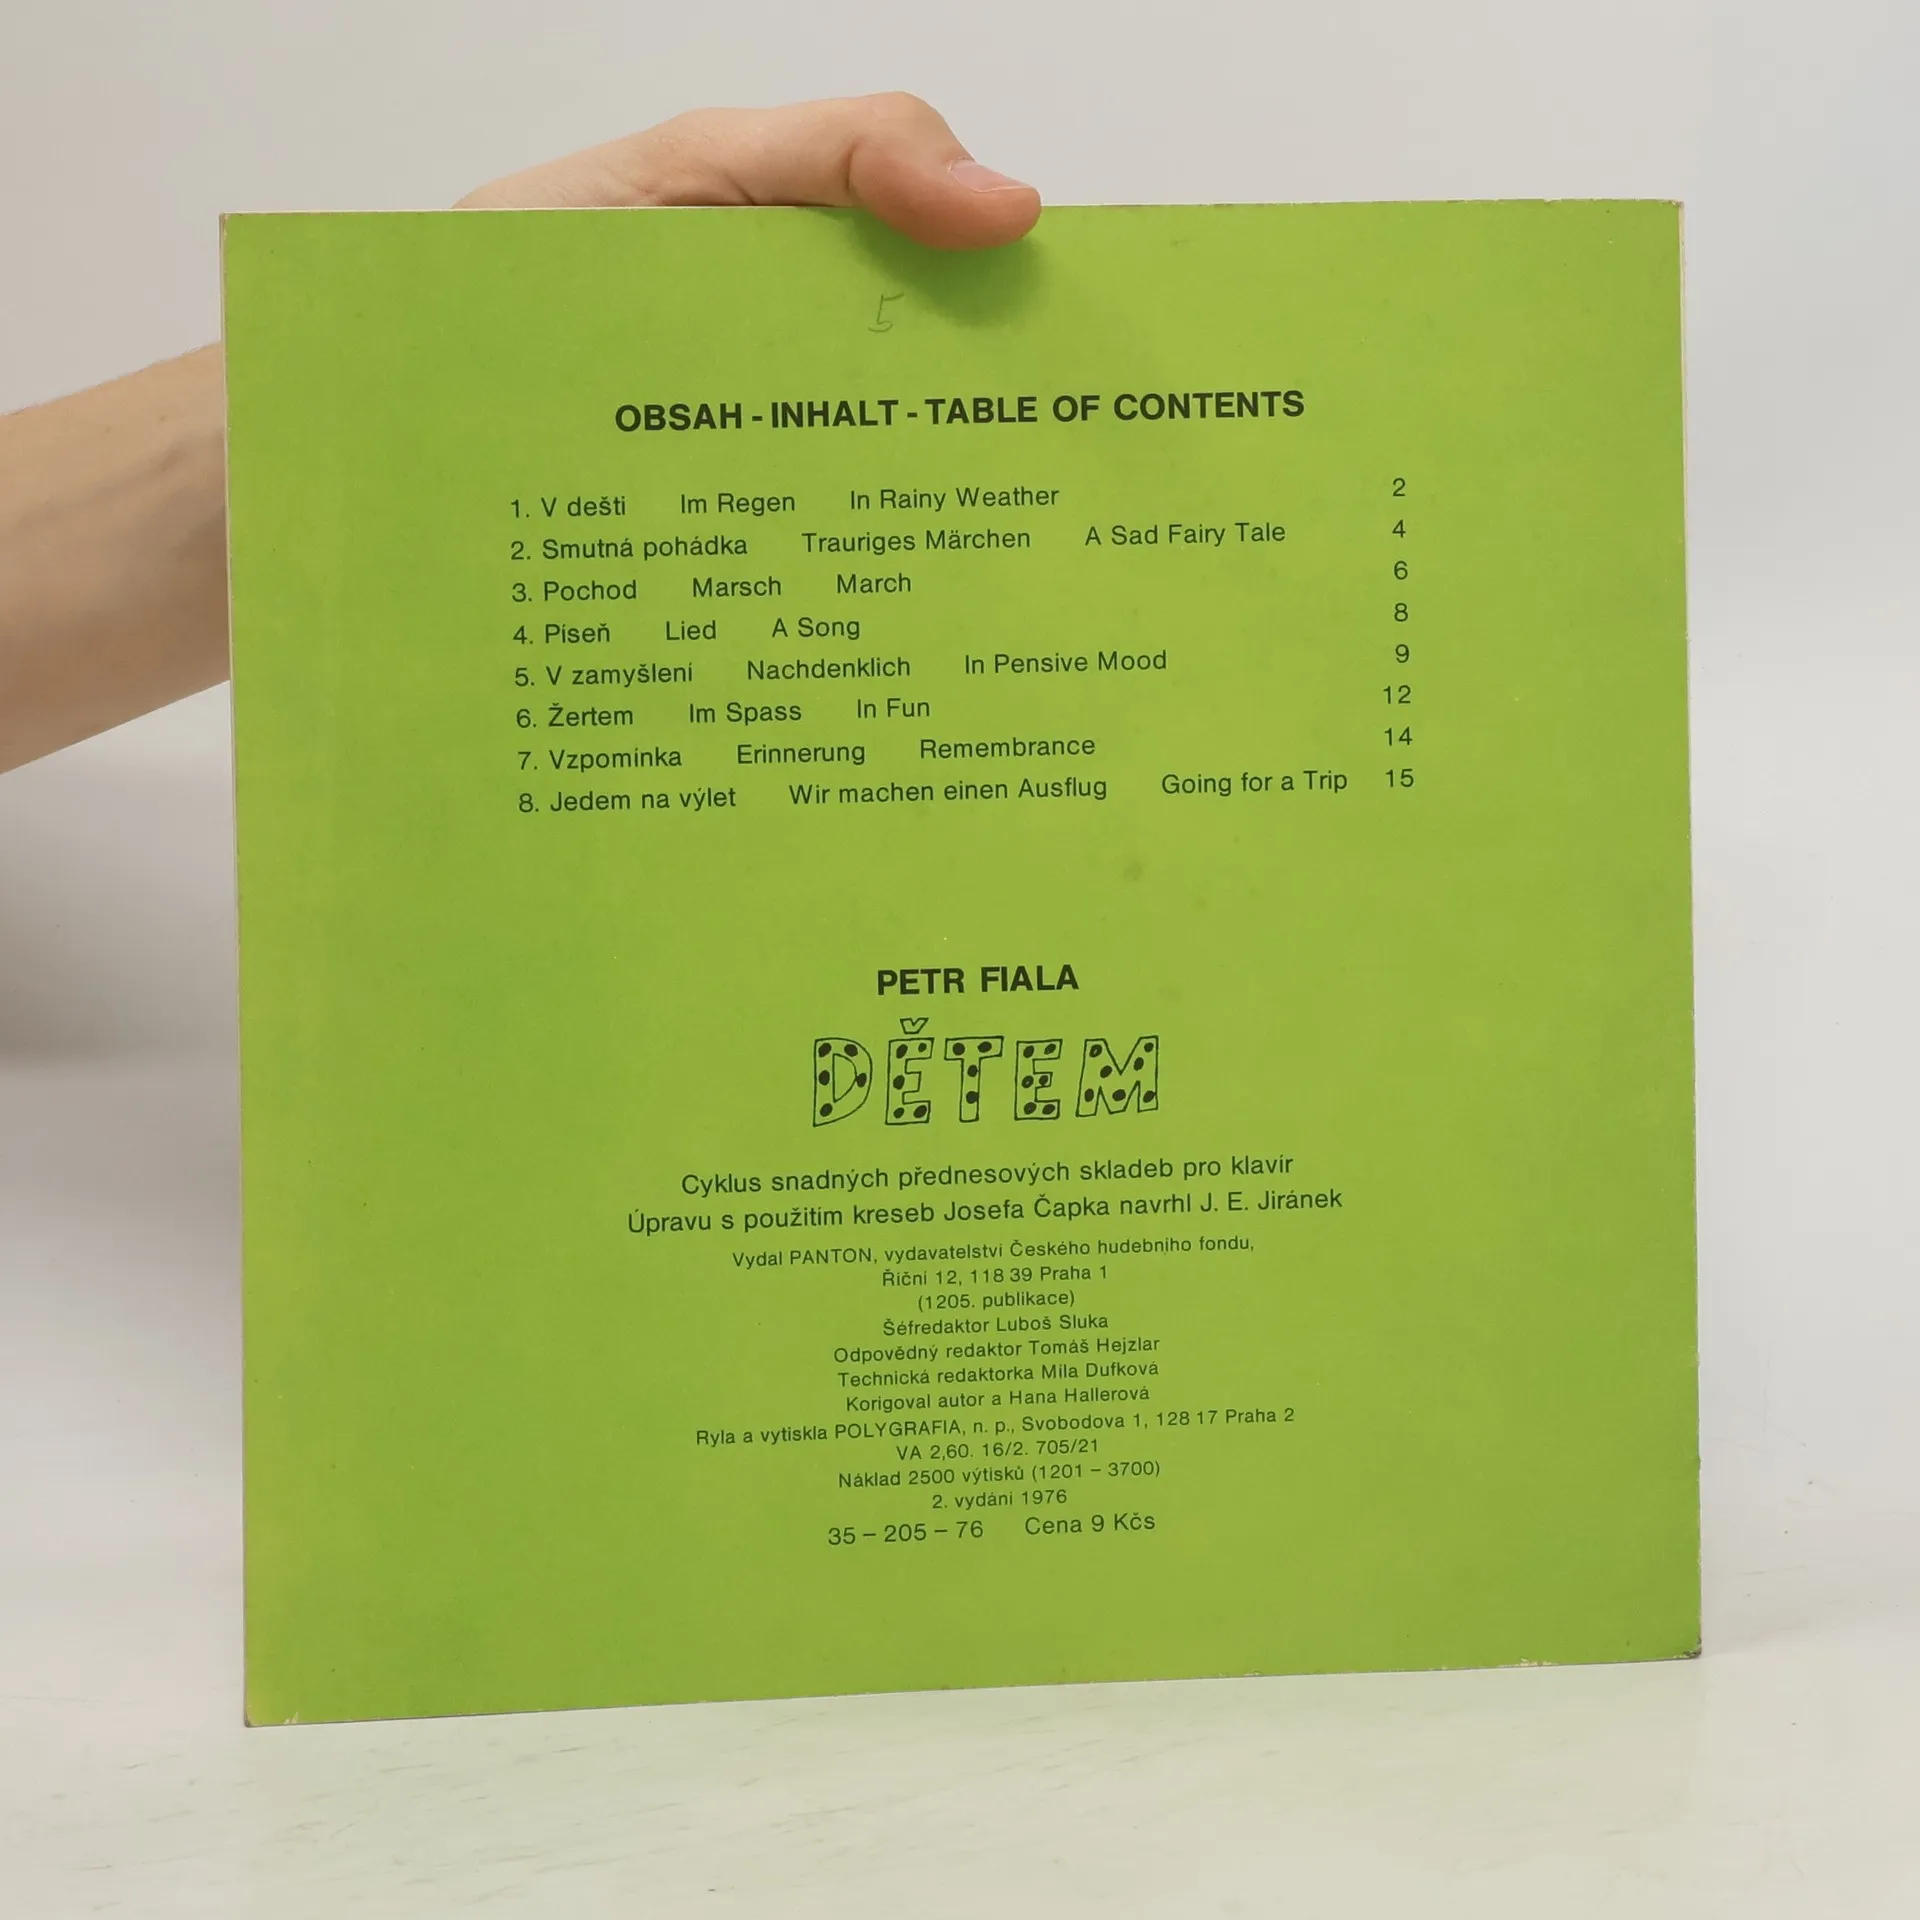 5
OBSAH - INHALT - TABLE OF CONTENTS
1. V dešti Im Regen In Rainy Weather 2
2. Smutná pohádka Trauriges Märchen A Sad Fairy Tale 4
3. Pochod Marsch March 6
4. Píseň Lied A Song 8
5. V zamyšlení Nachdenklich In Pensive Mood 9
6. Žertem Im Spass In Fun 12
7. Vzpomínka Erinnerung Remembrance 14
8. Jedem na výlet Wir machen einen Ausflug Going for a Trip 15
PETR FIALA
DĚTEM
Cyklus snadných přednesových skladeb pro klavír
Úpravu s použitím kreseb Josefa Čapka navrhl J. E. Jiránek
Vydal PANTON, vydavatelství Českého hudebního fondu,
Říční 12, 118 39 Praha 1
(1205. publikace)
Šéfredaktor Luboš Sluka
Odpovědný redaktor Tomáš Hejzlar
Technická redaktorka Míla Dufková
Korigoval autor a Hana Hallerová
Ryla a vytiskla POLYGRAFIA, n. p., Svobodova 1, 128 17 Praha 2
VA 2,60. 16/2. 705/21
Náklad 2500 výtisků (1201 – 3700)
2. vydání 1976
35 – 205 – 76 Cena 9 Kčs